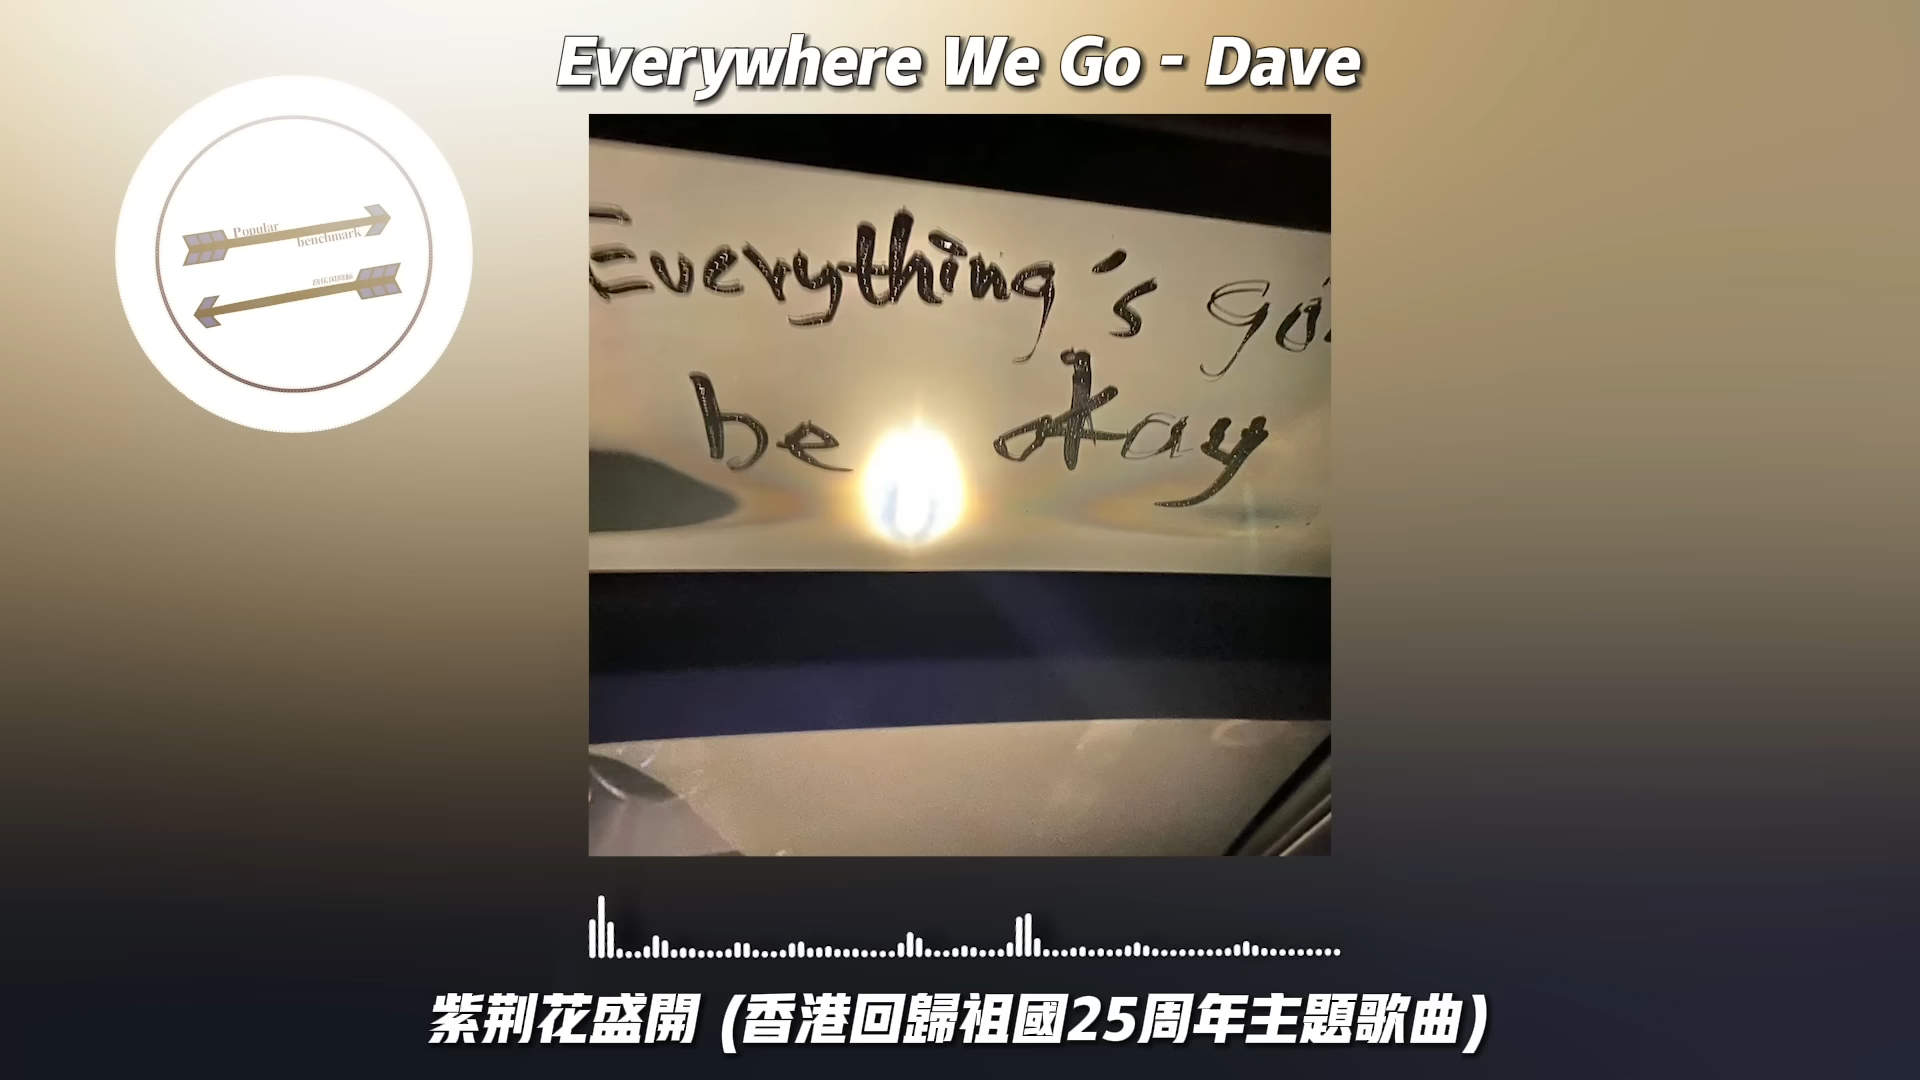 Everywhere We Go - Dave
Popular
benchmark
Everything's go
be okay
紫荆花盛開 (香港回歸祖國25周年主題歌曲)